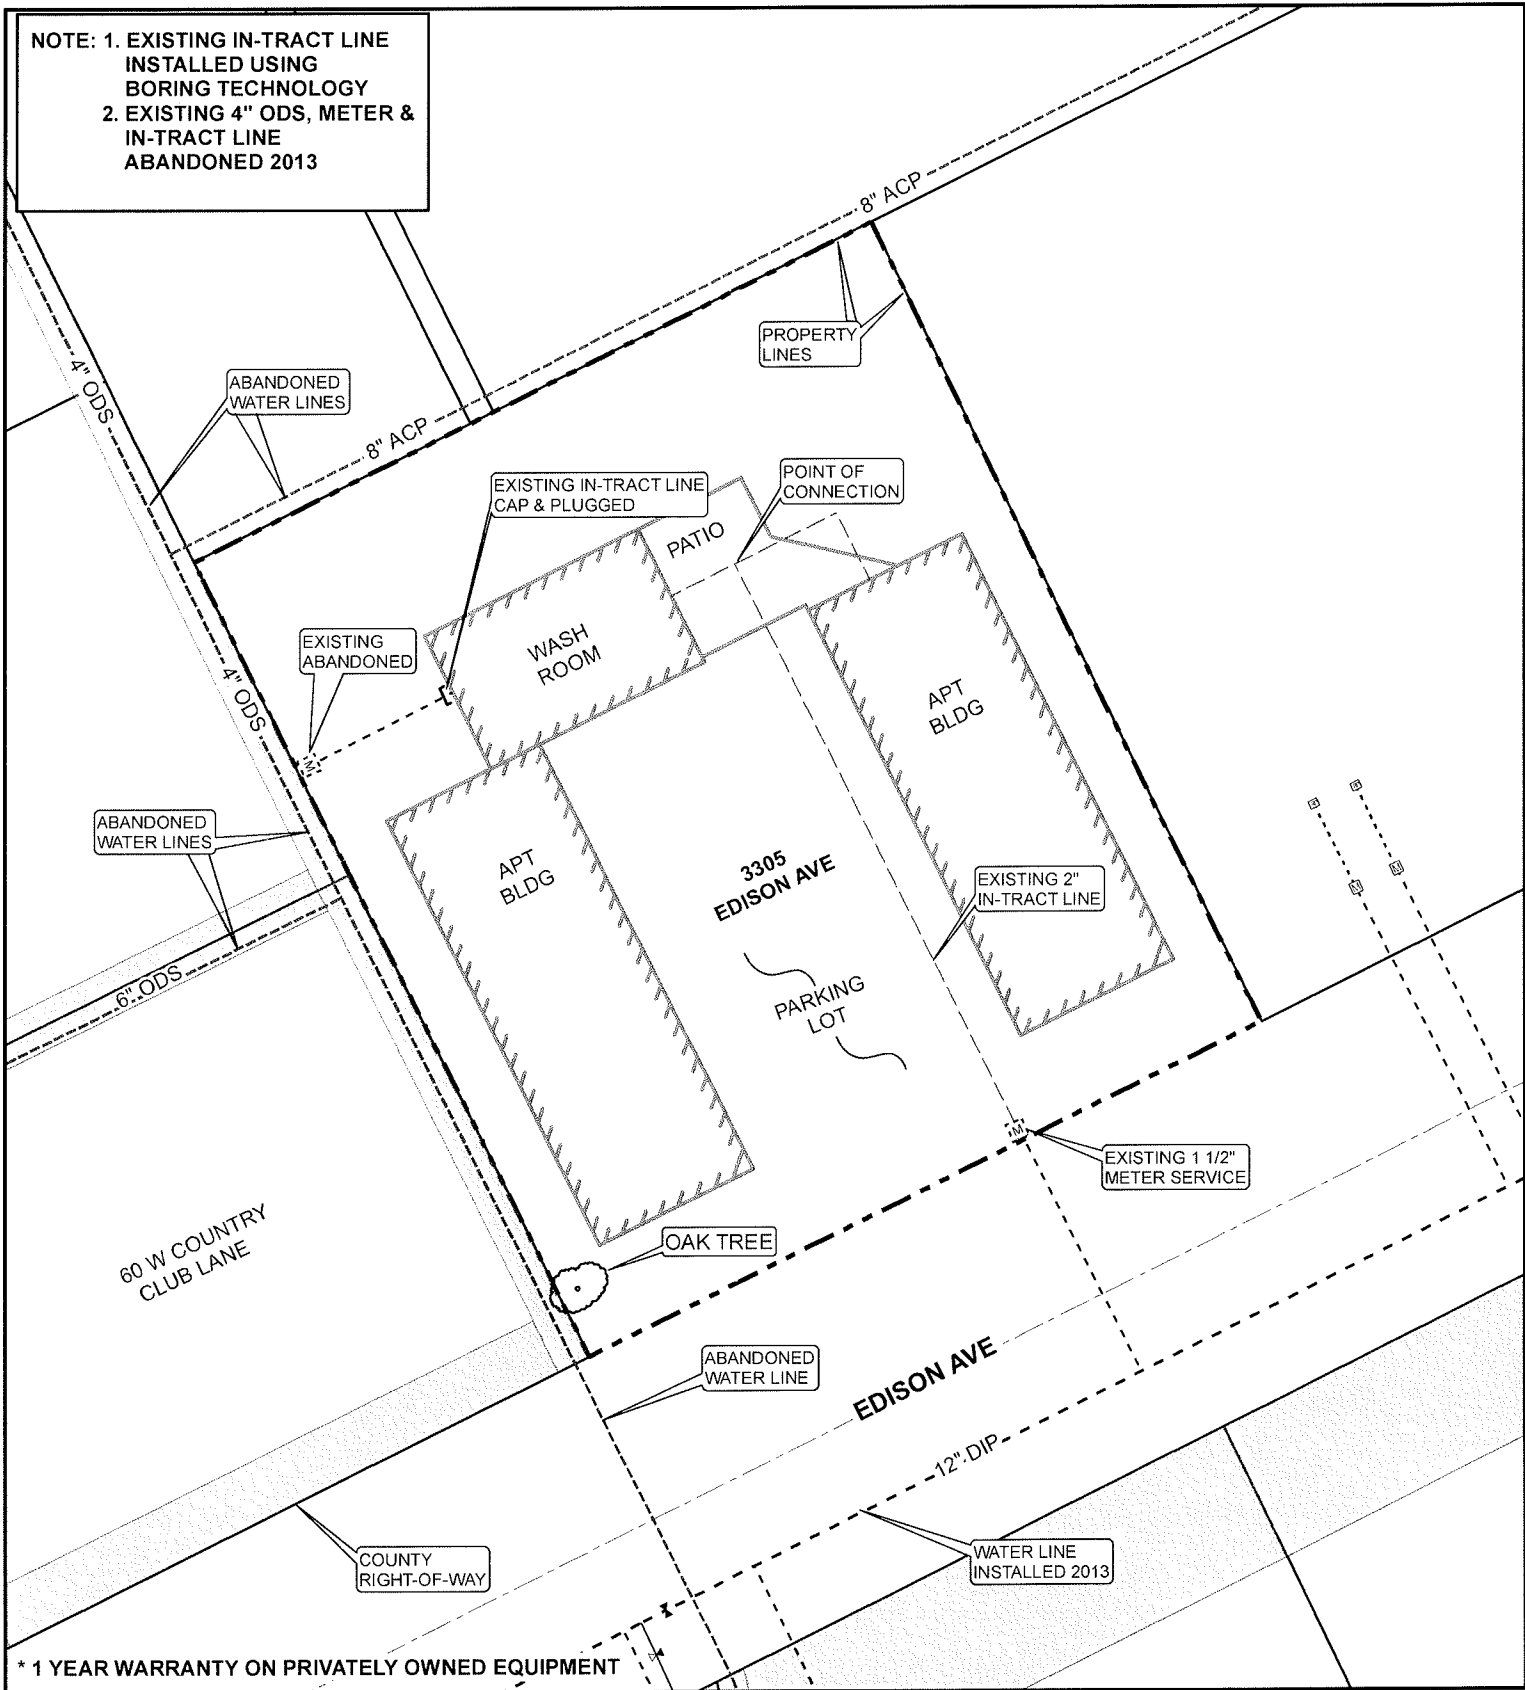 NOTE: 1. EXISTING IN-TRACT LINE
INSTALLED USING
BORING TECHNOLOGY
2. EXISTING 4" ODS, METER &
IN-TRACT LINE
ABANDONED 2013
8" ACP
PROPERTY
LINES
4" ODS
ABANDONED
WATER LINES
8" ACP
EXISTING IN-TRACT LINE
CAP & PLUGGED
POINT OF
CONNECTION
PATIO
EXISTING
ABANDONED
WASH
ROOM
4" ODS
APT
BLDG
M
ABANDONED
WATER LINES
APT
BLDG
3305
EDISON AVE
EXISTING 2"
IN-TRACT LINE
M
M
6" ODS
PARKING
LOT
M
EXISTING 1 1/2"
METER SERVICE
60 W COUNTRY
CLUB LANE
OAK TREE
ABANDONED
WATER LINE
EDISON AVE
12" DIP
COUNTY
RIGHT-OF-WAY
WATER LINE
INSTALLED 2013
* 1 YEAR WARRANTY ON PRIVATELY OWNED EQUIPMENT